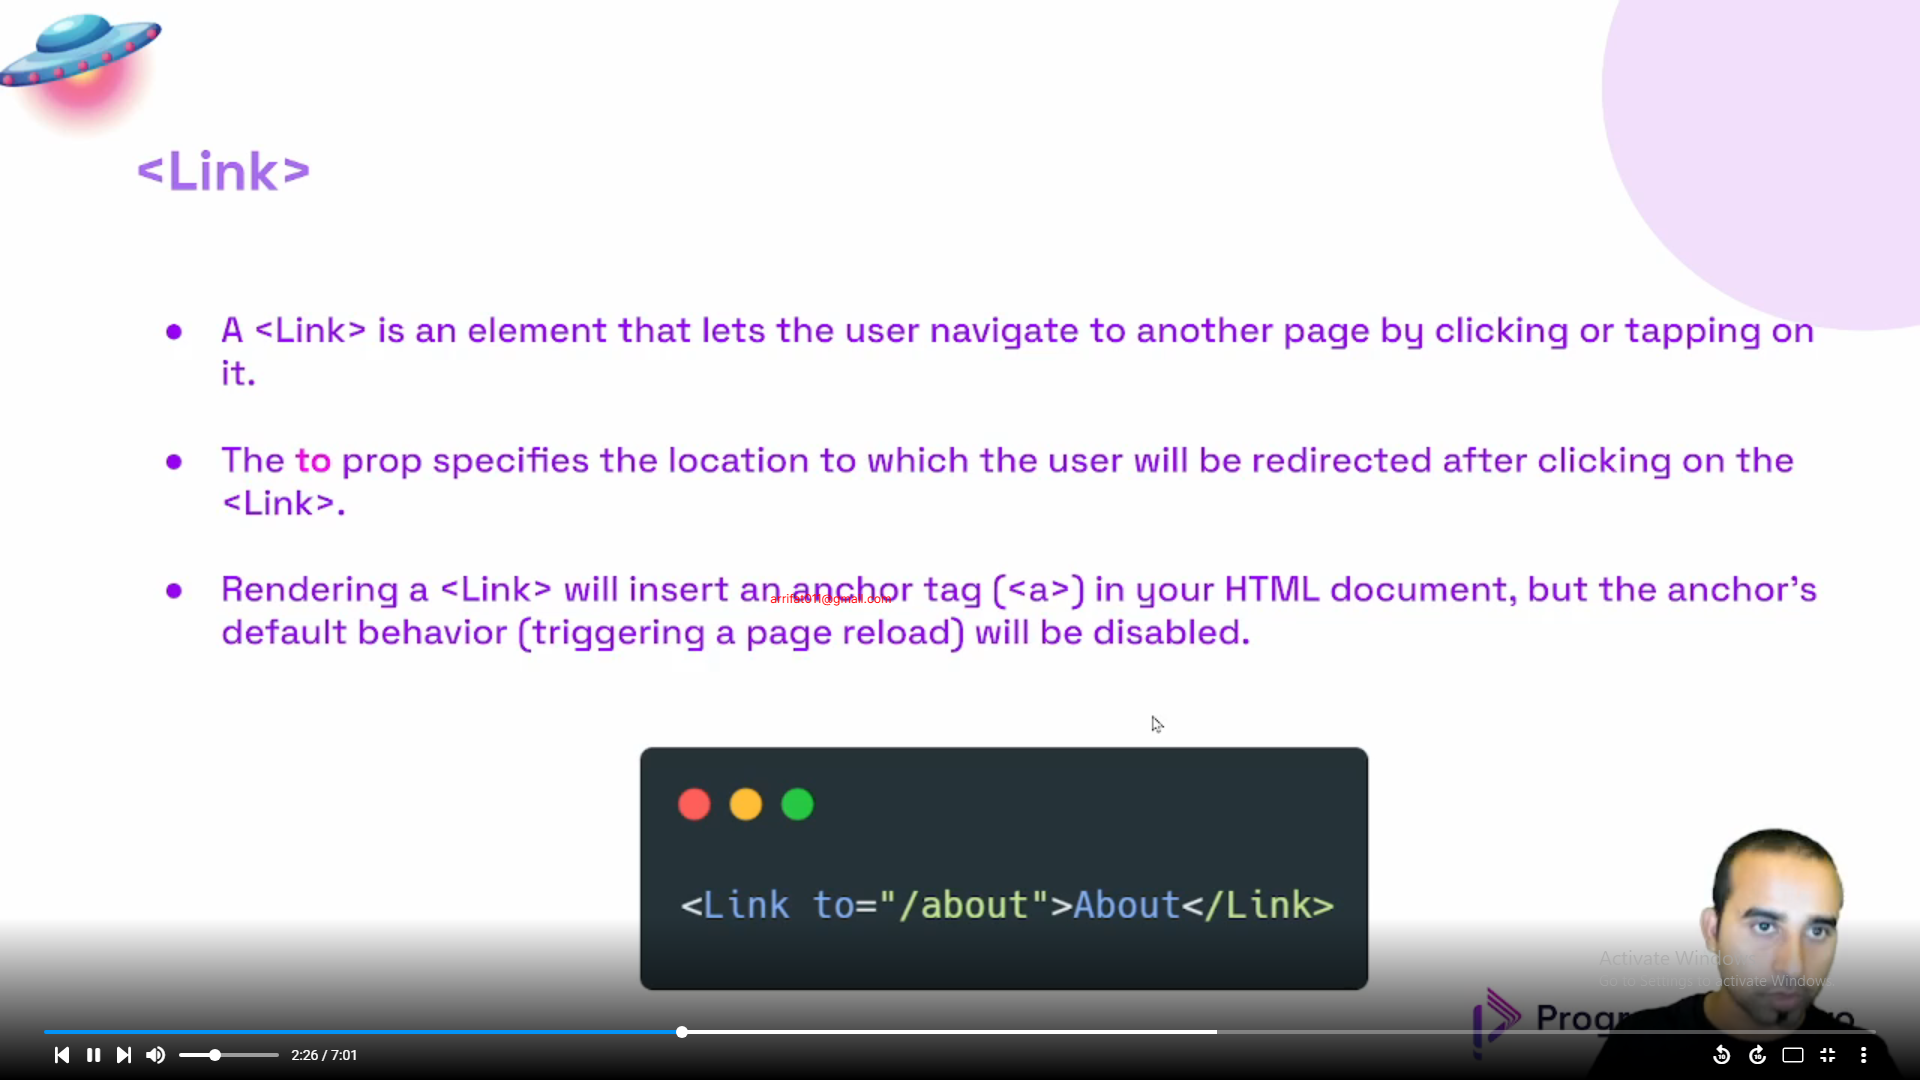 <Link>
● A <Link> is an element that lets the user navigate to another page by clicking or tapping on
it.
● The to prop specifies the location to which the user will be redirected after clicking on the
<Link>.
● Rendering a <Link> will insert an anchor tag (<a>) in your HTML document, but the anchor's
arrifat011@gmail.com
default behavior (triggering a page reload) will be disabled.
<Link to="/about">About</Link>
Activate Windows
Go to Settings to activate Windows.
2:26 / 7:01